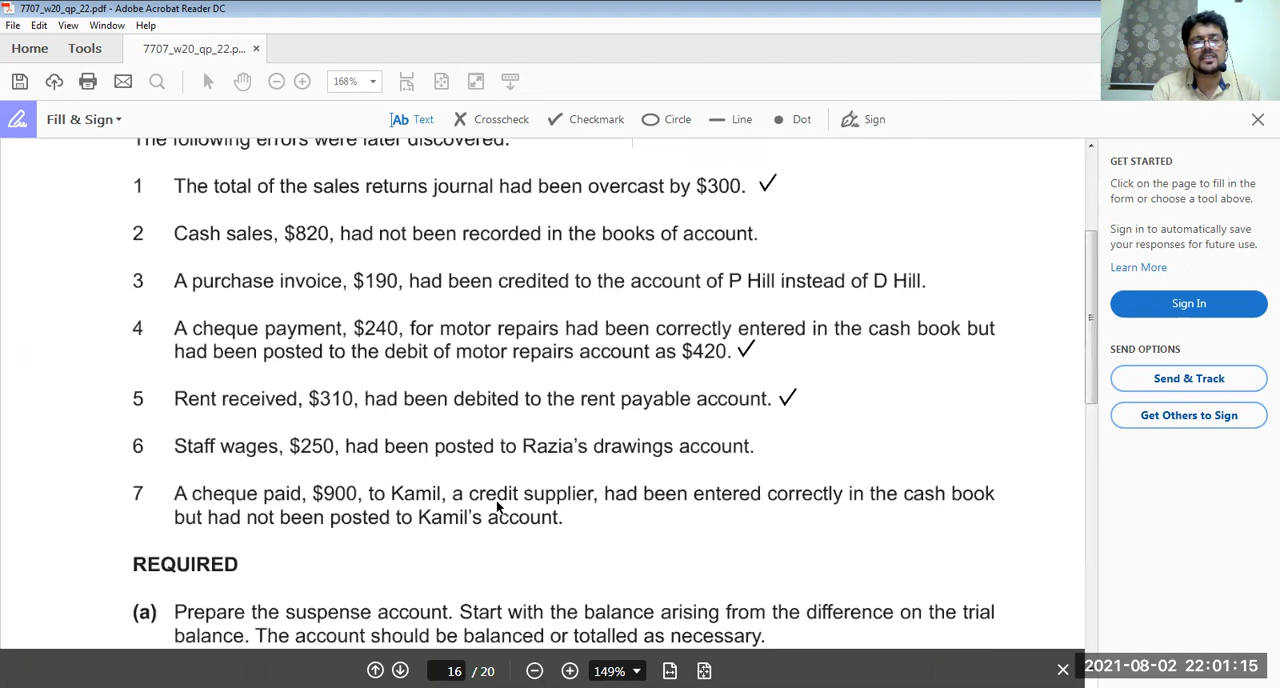 7707_w20_qp_22.pdf - Adobe Acrobat Reader DC
File Edit View Window Help
Home Tools 7707_w20_qp_22.p... ×
168%
Fill & Sign Ab Text Crosscheck Checkmark Circle Line Dot Sign
The following errors were later discovered.
1 The total of the sales returns journal had been overcast by $300.
2 Cash sales, $820, had not been recorded in the books of account.
3 A purchase invoice, $190, had been credited to the account of P Hill instead of D Hill.
4 A cheque payment, $240, for motor repairs had been correctly entered in the cash book but
had been posted to the debit of motor repairs account as $420.
5 Rent received, $310, had been debited to the rent payable account.
6 Staff wages, $250, had been posted to Razia's drawings account.
7 A cheque paid, $900, to Kamil, a credit supplier, had been entered correctly in the cash book
but had not been posted to Kamil's account.
REQUIRED
(a) Prepare the suspense account. Start with the balance arising from the difference on the trial
balance. The account should be balanced or totalled as necessary.
GET STARTED
Click on the page to fill in the
form or choose a tool above.
Sign in to automatically save
your responses for future use.
Learn More
Sign In
SEND OPTIONS
Send & Track
Get Others to Sign
16 / 20 149%
2021-08-02 22:01:15